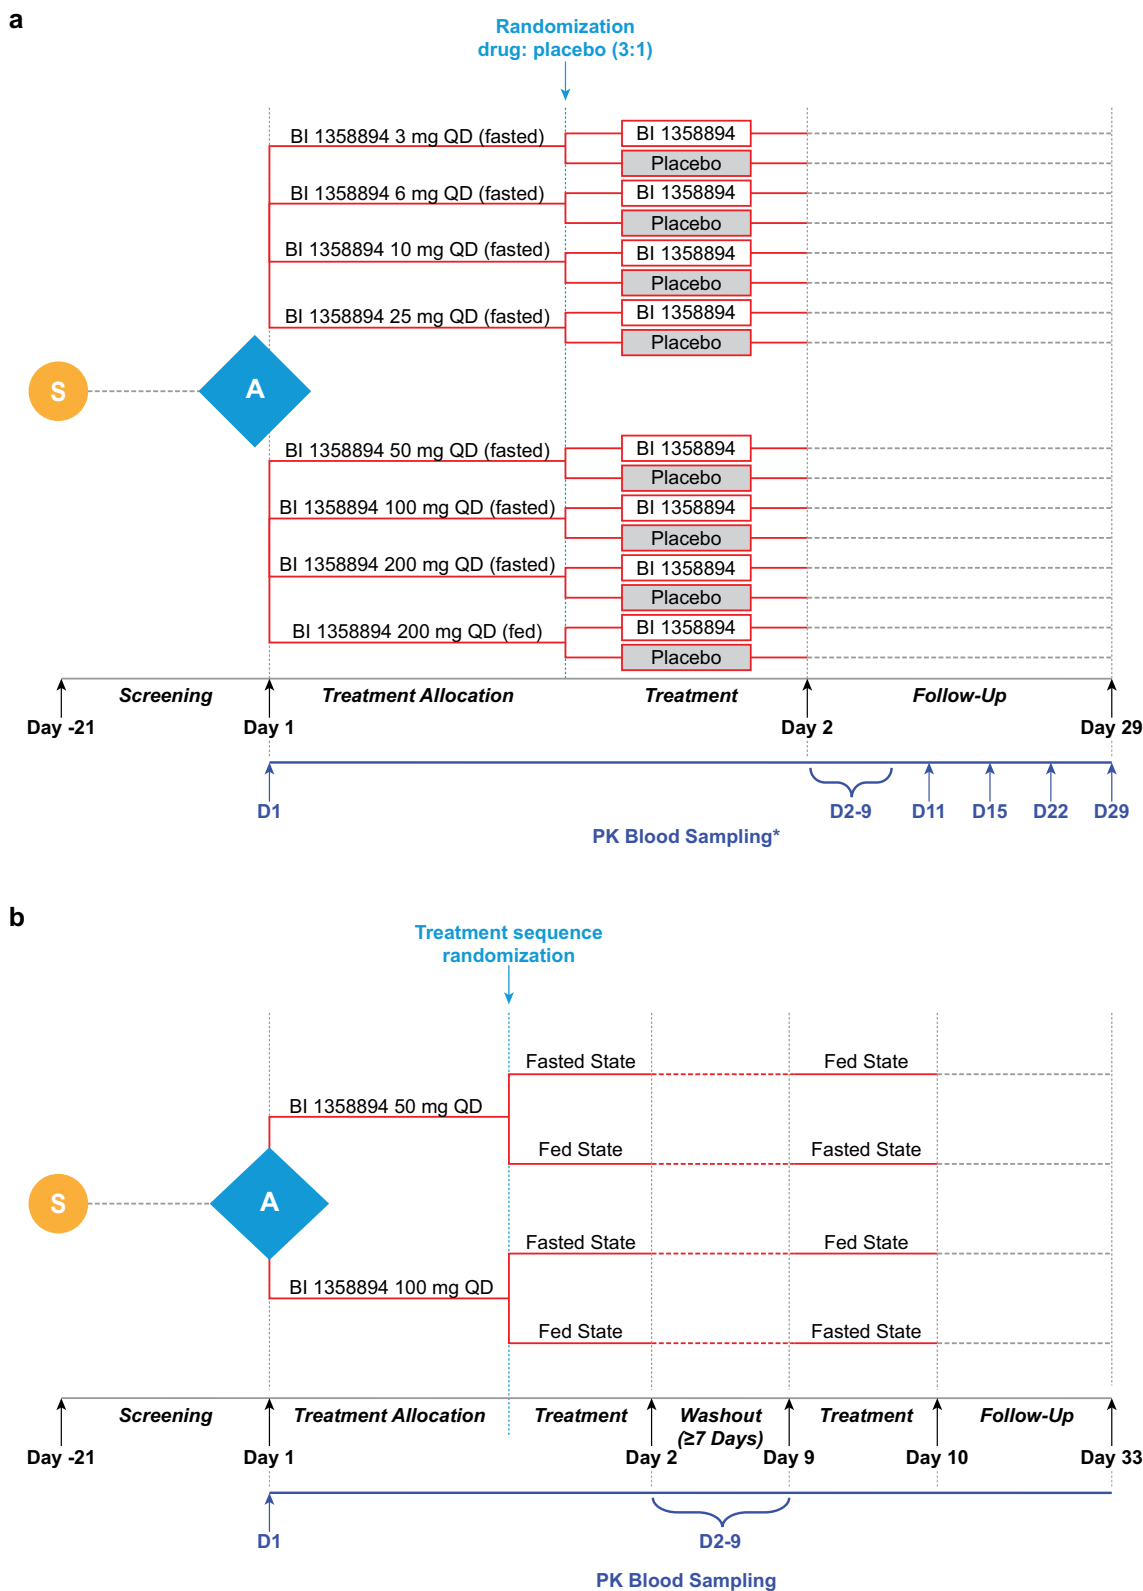 a
Randomization
drug: placebo (3:1)
BI 1358894 3 mg QD (fasted)
BI 1358894
Placebo
BI 1358894 6 mg QD (fasted)
BI 1358894
Placebo
BI 1358894 10 mg QD (fasted)
BI 1358894
Placebo
BI 1358894 25 mg QD (fasted)
BI 1358894
Placebo
S
A
BI 1358894 50 mg QD (fasted)
BI 1358894
Placebo
BI 1358894 100 mg QD (fasted)
BI 1358894
Placebo
BI 1358894 200 mg QD (fasted)
BI 1358894
Placebo
BI 1358894 200 mg QD (fed)
BI 1358894
Placebo
Screening Treatment Allocation Treatment Follow-Up
Day -21 Day 1 Day 2 Day 29
D1 D2-9 D11 D15 D22 D29
PK Blood Sampling*
b
Treatment sequence
randomization
Fasted State Fed State
BI 1358894 50 mg QD
Fed State Fasted State
S
A
Fasted State Fed State
BI 1358894 100 mg QD
Fed State Fasted State
Screening Treatment Allocation Treatment Washout Treatment Follow-Up
(≥7 Days)
Day -21 Day 1 Day 2 Day 9 Day 10 Day 33
D1 D2-9
PK Blood Sampling